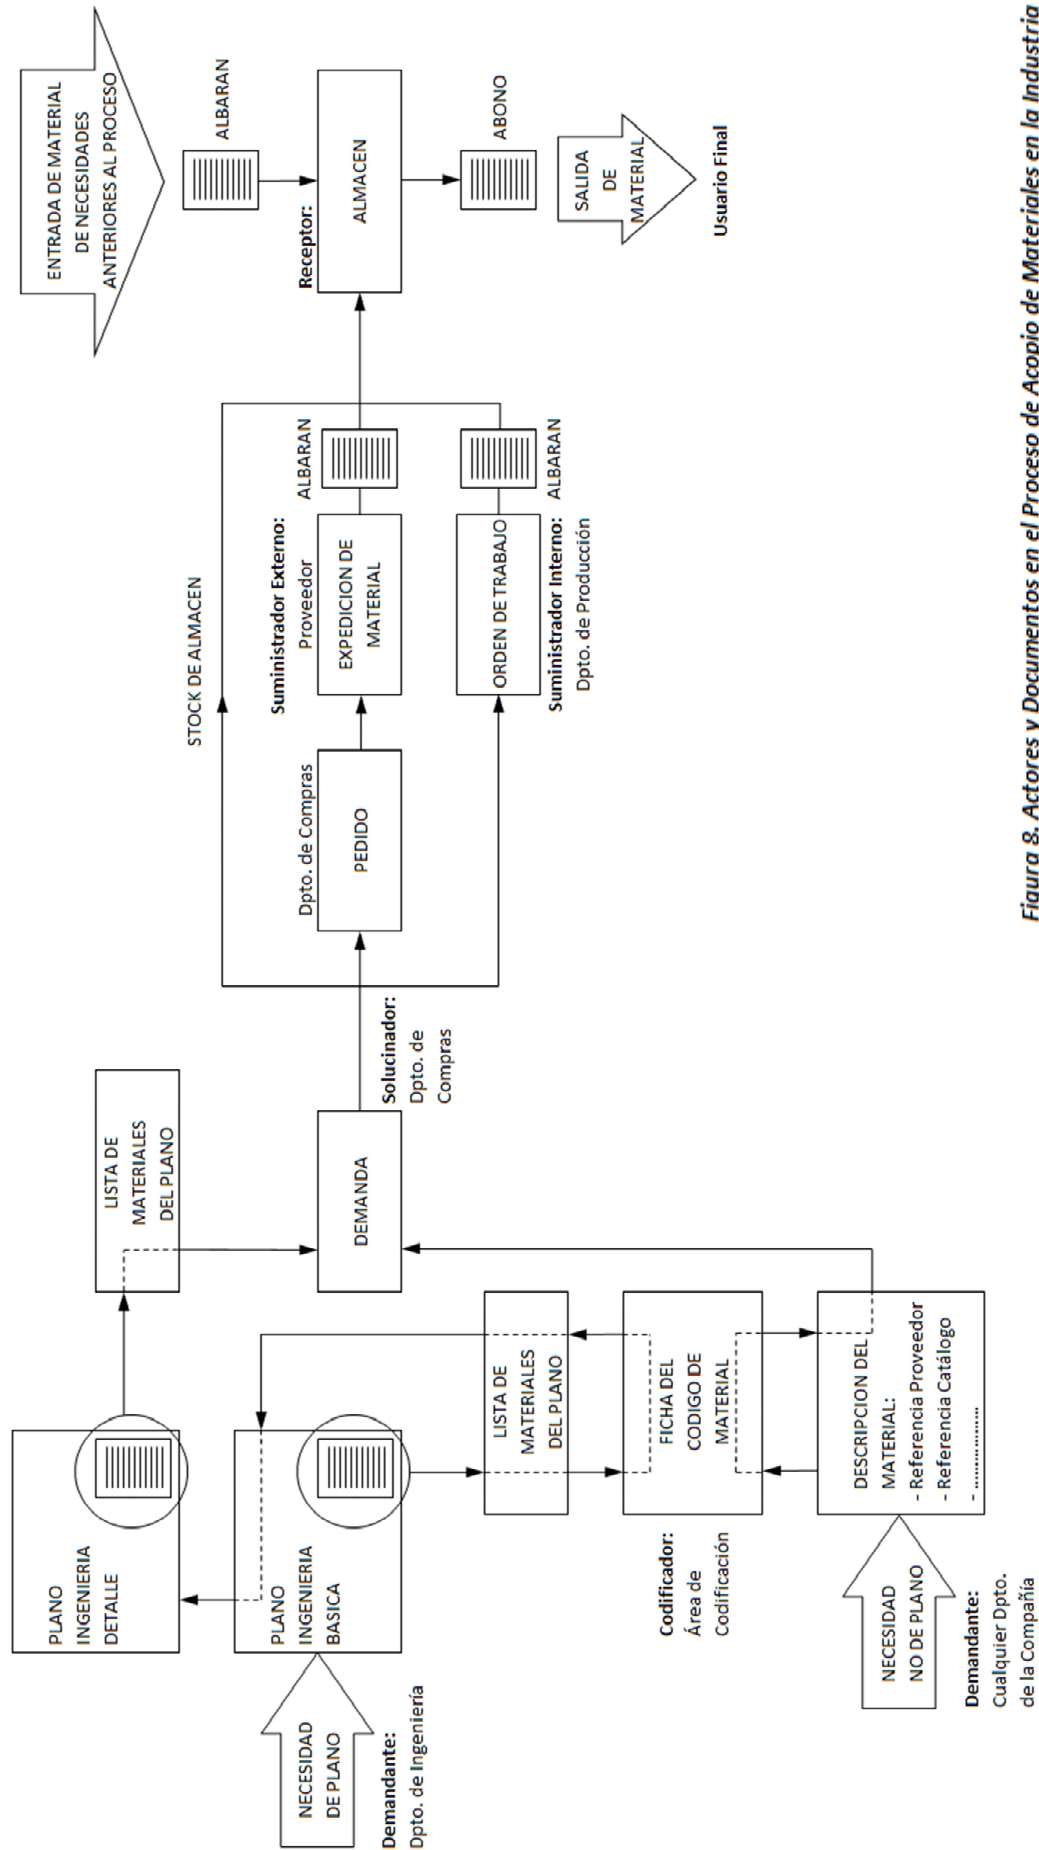 PLANO
INGENIERIA
DETALLE
LISTA DE
MATERIALES
DEL PLANO
ENTRADA DE MATERIAL
DE NECESIDADES
ANTERIORES AL PROCESO
ALBARAN
NECESIDAD
DE PLANO
Demandante:
Dpto. de Ingeniería
PLANO
INGENIERIA
BASICA
DEMANDA
Solucinador:
Dpto. de
Compras
STOCK DE ALMACEN
Dpto. de Compras
PEDIDO
Suministrador Externo:
Proveedor
EXPEDICION DE
MATERIAL
ALBARAN
Receptor:
ALMACEN
LISTA DE
MATERIALES
DEL PLANO
ORDEN DE TRABAJO
Suministrador Interno:
Dpto. de Producción
ALBARAN
ABONO
SALIDA
DE
MATERIAL
Usuario Final
Codificador:
Área de
Codificación
FICHA DEL
CODIGO DE
MATERIAL
NECESIDAD
NO DE PLANO
Demandante:
Cualquier Dpto.
de la Compañía
DESCRIPCION DEL
MATERIAL:
- Referencia Proveedor
- Referencia Catálogo
- ..................
Figura 8. Actores y Documentos en el Proceso de Acopio de Materiales en la Industria